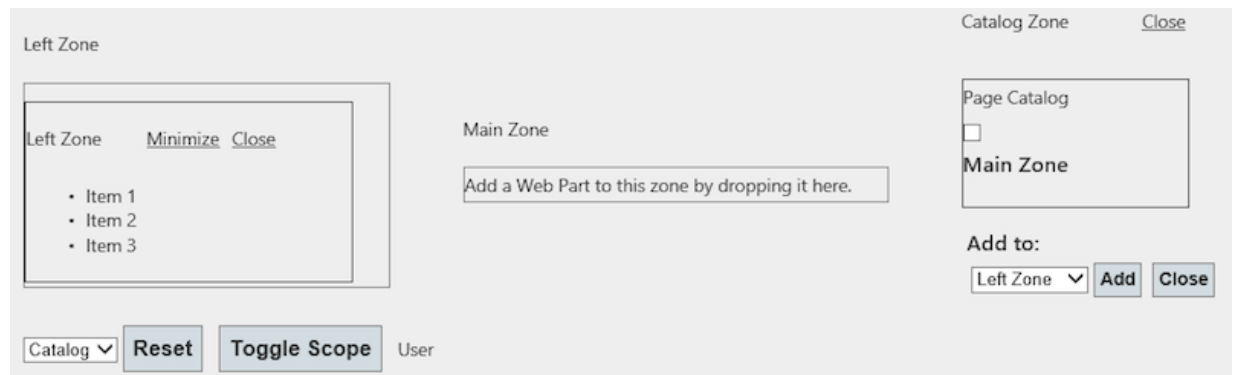 Left Zone
Left Zone Minimize Close
• Item 1
• Item 2
• Item 3
Main Zone
Add a Web Part to this zone by dropping it here.
Catalog Zone Close
Page Catalog
Main Zone
Add to:
Left Zone Add Close
Catalog Reset Toggle Scope User